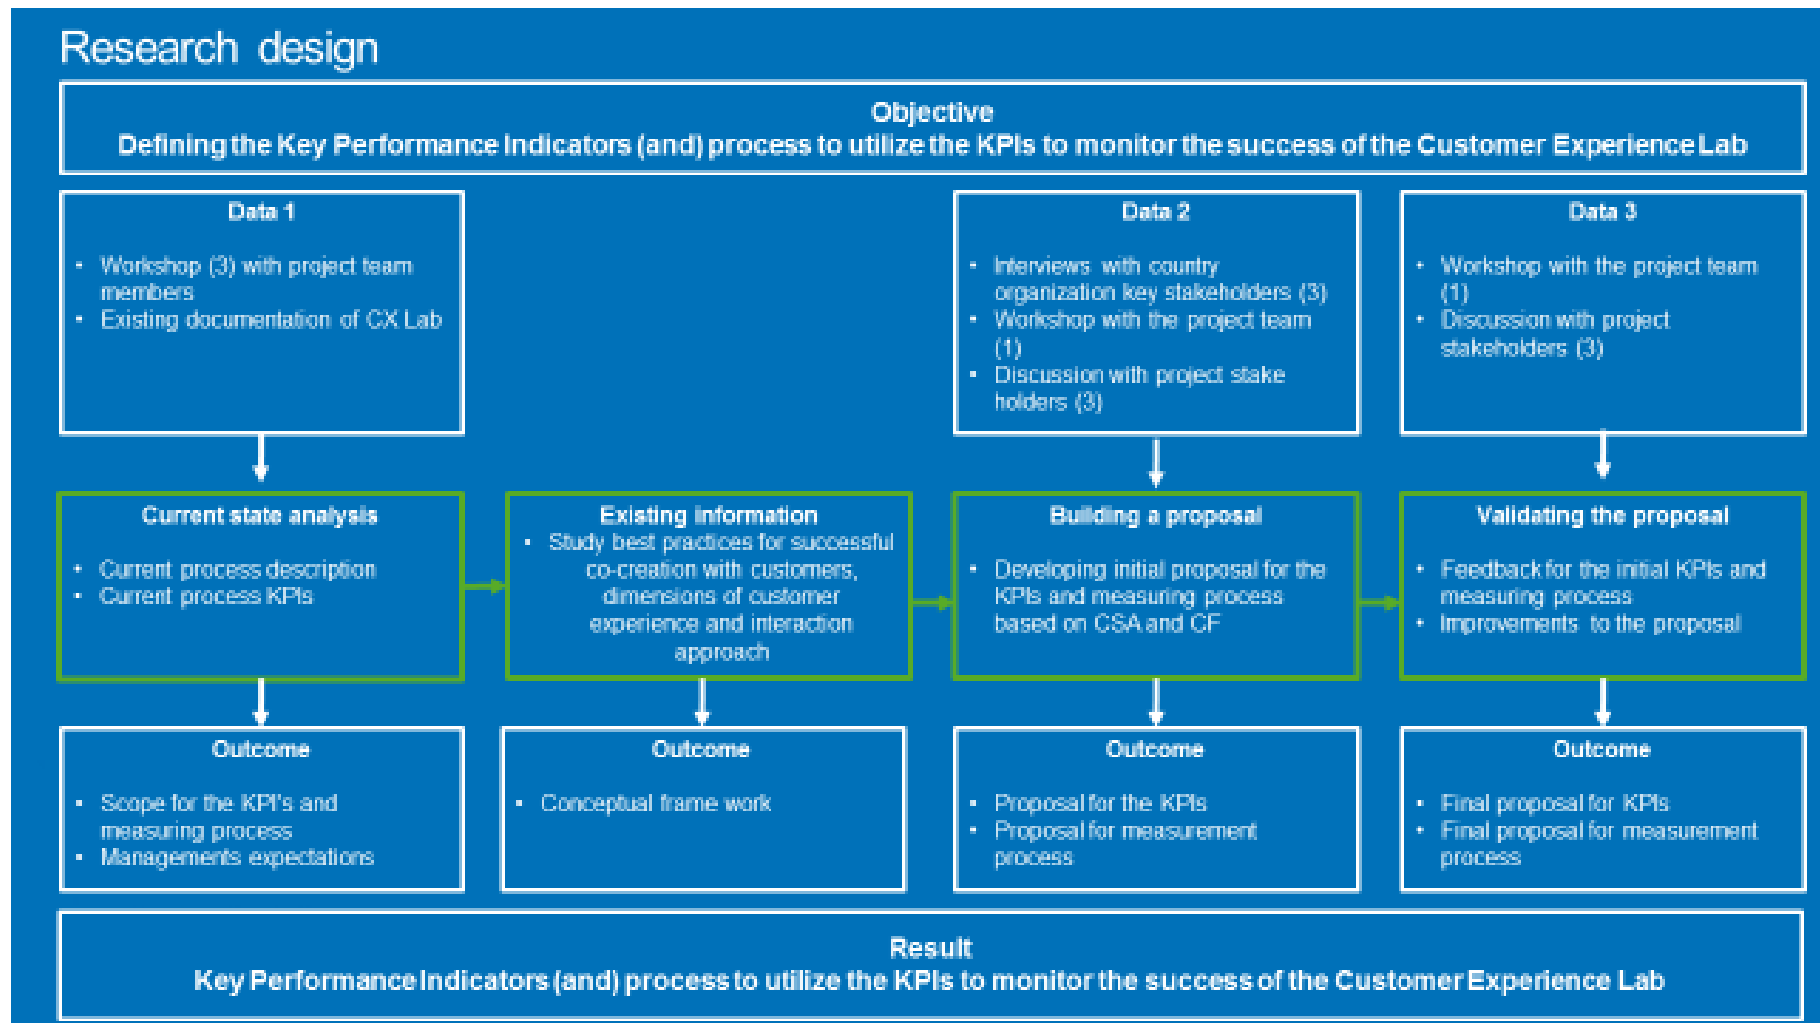 Research design
Objective
Defining the Key Performance Indicators (and) process to utilize the KPIs to monitor the success of the Customer Experience Lab
Data 1
• Workshop (3) with project team
members
• Existing documentation of CX Lab
Data 2
• Interviews with country
organization key stakeholders (3)
• Workshop with the project team
(1)
• Discussion with project stake
holders (3)
Data 3
• Workshop with the project team
(1)
• Discussion with project
stakeholders (3)
Current state analysis
• Current process description
• Current process KPIs
Existing information
• Study best practices for successful
co-creation with customers,
dimensions of customer
experience and interaction
approach
Building a proposal
• Developing initial proposal for the
KPIs and measuring process
based on CSA and CF
Validating the proposal
• Feedback for the initial KPIs and
measuring process
• Improvements to the proposal
Outcome
• Scope for the KPI's and
measuring process
• Managements expectations
Outcome
• Conceptual frame work
Outcome
• Proposal for the KPIs
• Proposal for measurement
process
Outcome
• Final proposal for KPIs
• Final proposal for measurement
process
Result
Key Performance Indicators (and) process to utilize the KPIs to monitor the success of the Customer Experience Lab